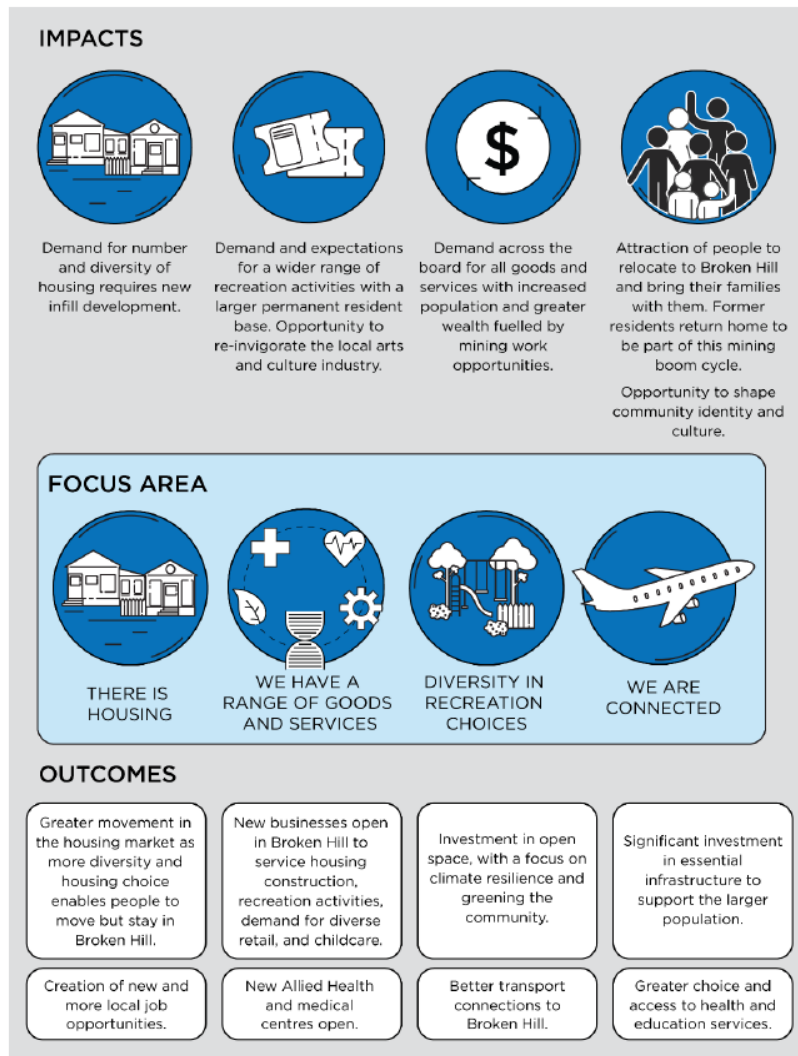 IMPACTS
Demand for number
and diversity of
housing requires new
infill development.
Demand and expectations
for a wider range of
recreation activities with a
larger permanent resident
base. Opportunity to
re-invigorate the local arts
and culture industry.
$
Demand across the
board for all goods and
services with increased
population and greater
wealth fuelled by
mining work
opportunities.
Attraction of people to
relocate to Broken Hill
and bring their families
with them. Former
residents return home to
be part of this mining
boom cycle.
Opportunity to shape
community identity and
culture.
FOCUS AREA
THERE IS
HOUSING
WE HAVE A
RANGE OF GOODS
AND SERVICES
DIVERSITY IN
RECREATION
CHOICES
WE ARE
CONNECTED
OUTCOMES
Greater movement in
the housing market as
more diversity and
housing choice
enables people to
move but stay in
Broken Hill.
New businesses open
in Broken Hill to
service housing
construction,
recreation activities,
demand for diverse
retail, and childcare.
Investment in open
space, with a focus on
climate resilience and
greening the
community.
Significant investment
in essential
infrastructure to
support the larger
population.
Creation of new and
more local job
opportunities.
New Allied Health
and medical
centres open.
Better transport
connections to
Broken Hill.
Greater choice and
access to health and
education services.